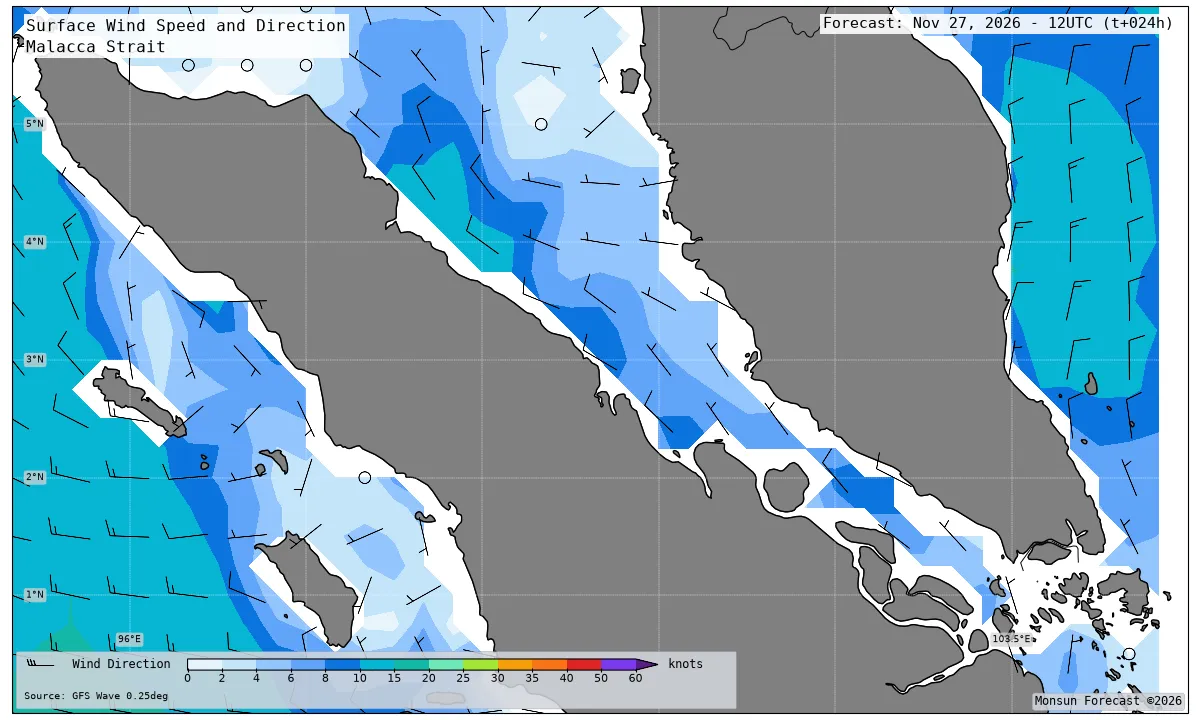 Surface Wind Speed and Direction
Malacca Strait
Forecast: Nov 27, 2026 - 12UTC (t+024h)
5°N
4°N
3°N
2°N
1°N
96°E
103.5°E
Wind Direction
knots
0 2 4 6 8 10 15 20 25 30 35 40 50 60
Source: GFS Wave 0.25deg
Monsun Forecast ©2026